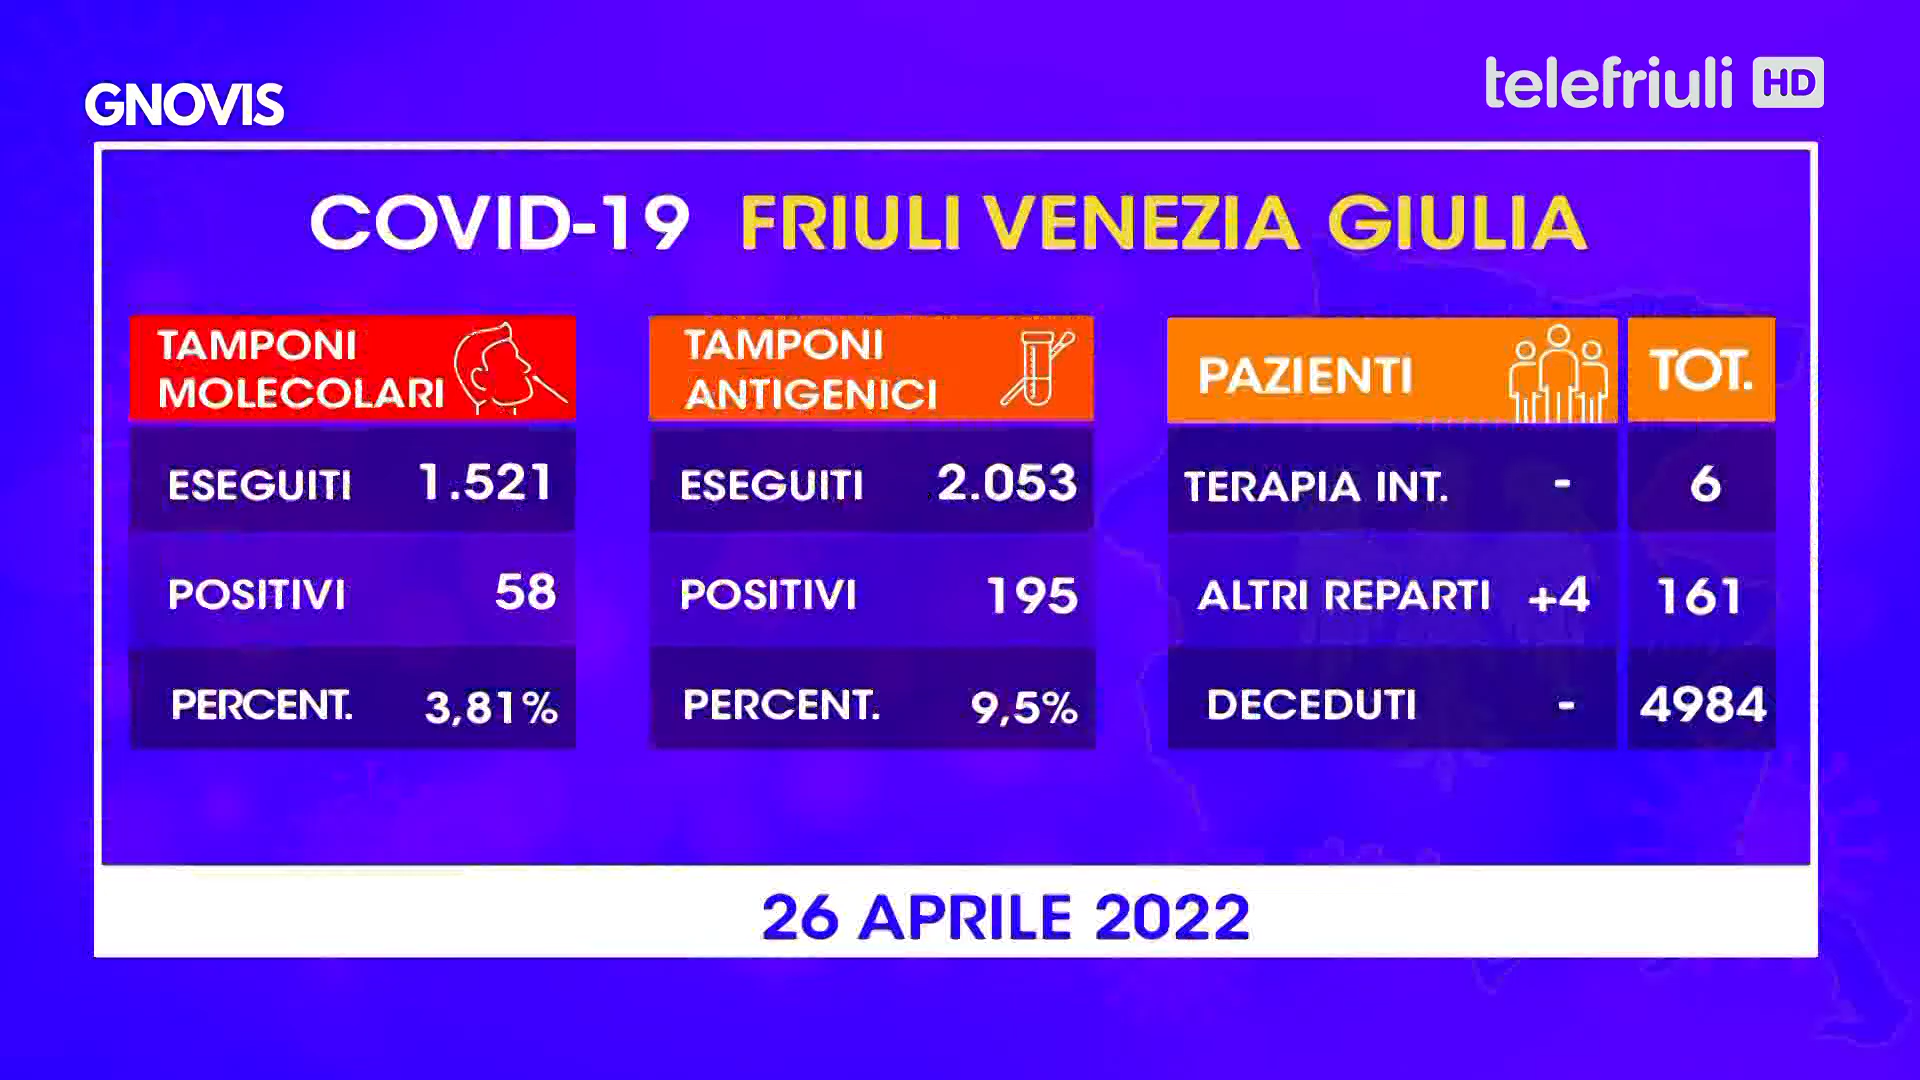 GNOVIS
telefriuli HD
COVID-19 FRIULI VENEZIA GIULIA
TAMPONI
MOLECOLARI
ESEGUITI 1.521
POSITIVI 58
PERCENT. 3,81%
TAMPONI
ANTIGENICI
ESEGUITI 2.053
POSITIVI 195
PERCENT. 9,5%
PAZIENTI TOT.
TERAPIA INT. - 6
ALTRI REPARTI +4 161
DECEDUTI - 4984
26 APRILE 2022